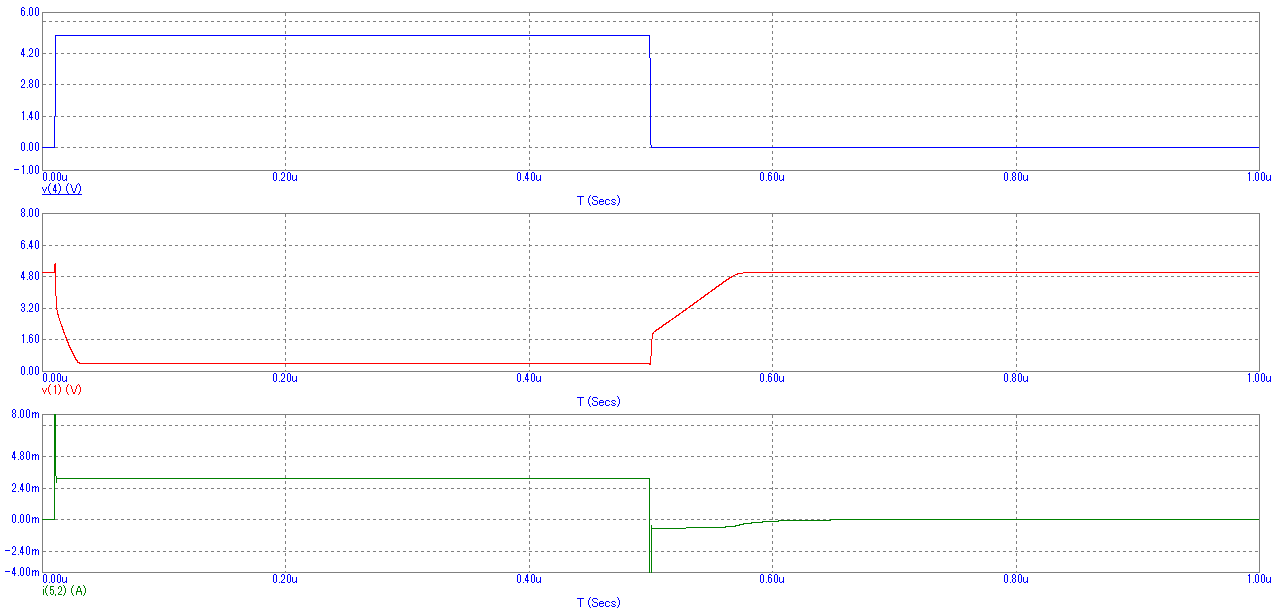 6.00
4.20
2.80
1.40
0.00
-1.00
0.00u 0.20u 0.40u 0.60u 0.80u 1.00u
v(4) (V)
T (Secs)
8.00
6.40
4.80
3.20
1.60
0.00
0.00u 0.20u 0.40u 0.60u 0.80u 1.00u
v(1) (V)
T (Secs)
8.00m
4.80m
2.40m
0.00m
-2.40m
-4.00m
0.00u 0.20u 0.40u 0.60u 0.80u 1.00u
i(5,2) (A)
T (Secs)